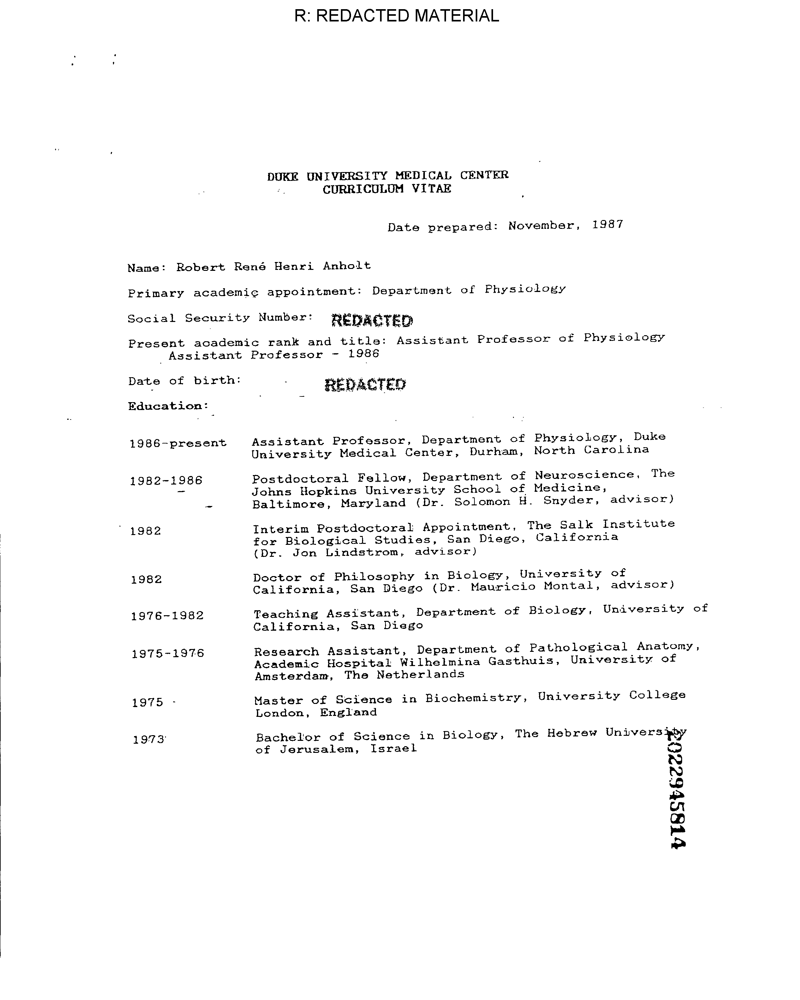 R: REDACTED MATERIAL
DUKE UNIVERSITY MEDICAL CENTER
CURRICULUM VITAE
Date prepared: November, 1987
Name: Robert René Henri Anholt
Primary academic appointment: Department of Physiology
Social Security Number: REDACTED
Present academic rank and title: Assistant Professor of Physiology
Assistant Professor - 1986
Date of birth: REDACTED
Education:
1986-present Assistant Professor, Department of Physiology, Duke
University Medical Center, Durham, North Carolina
1982-1986 Postdoctoral Fellow, Department of Neuroscience, The
Johns Hopkins University School of Medicine,
Baltimore, Maryland (Dr. Solomon H. Snyder, advisor)
1982 Interim Postdoctoral Appointment, The Salk Institute
for Biological Studies, San Diego, California
(Dr. Jon Lindstrom, advisor)
1982 Doctor of Philosophy in Biology, University of
California, San Diego (Dr. Mauricio Montal, advisor)
1976-1982 Teaching Assistant, Department of Biology, University of
California, San Diego
1975-1976 Research Assistant, Department of Pathological Anatomy,
Academic Hospital Wilhelmina Gasthuis, University of
Amsterdam, The Netherlands
1975 Master of Science in Biochemistry, University College
London, England
1973 Bachelor of Science in Biology, The Hebrew University
of Jerusalem, Israel
2022945814